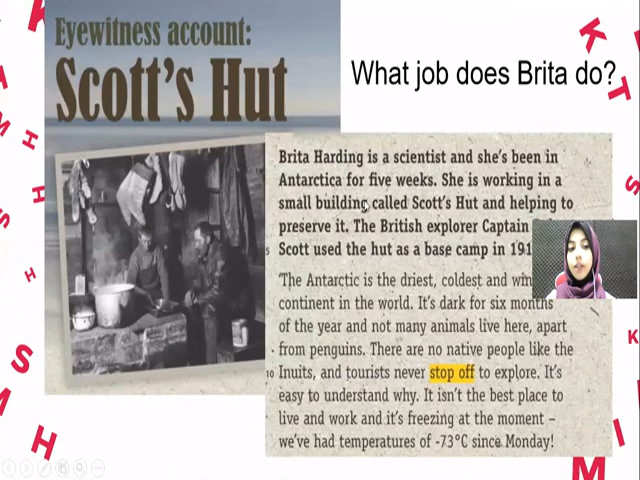 Eyewitness account:
Scott's Hut
What job does Brita do?
Brita Harding is a scientist and she's been in
Antarctica for five weeks. She is working in a
small building called Scott's Hut and helping to
preserve it. The British explorer Captain
Scott used the hut as a base camp in 191
5
'The Antarctic is the driest, coldest and win
continent in the world. It's dark for six months
of the year and not many animals live here, apart
from penguins. There are no native people like the
10 Inuits, and tourists never stop off to explore. It's
easy to understand why. It isn't the best place to
live and work and it's freezing at the moment –
we've had temperatures of -73°C since Monday!